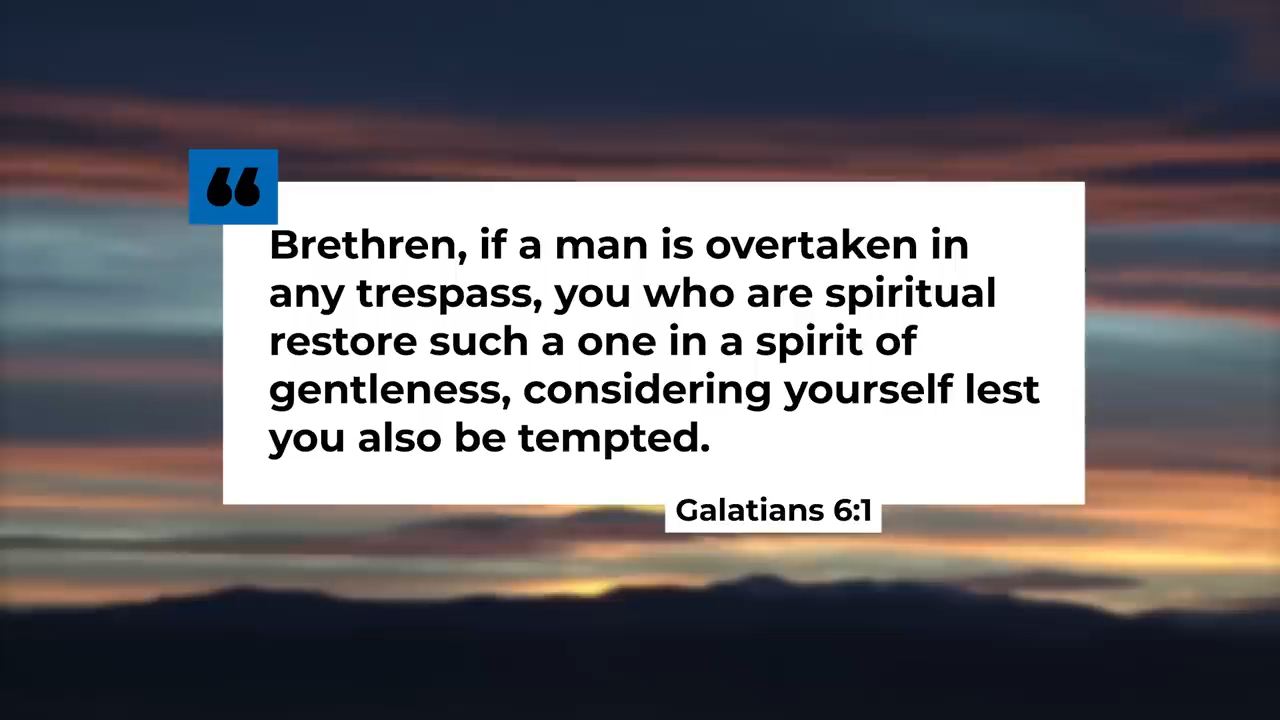 “
Brethren, if a man is overtaken in
any trespass, you who are spiritual
restore such a one in a spirit of
gentleness, considering yourself lest
you also be tempted.
Galatians 6:1